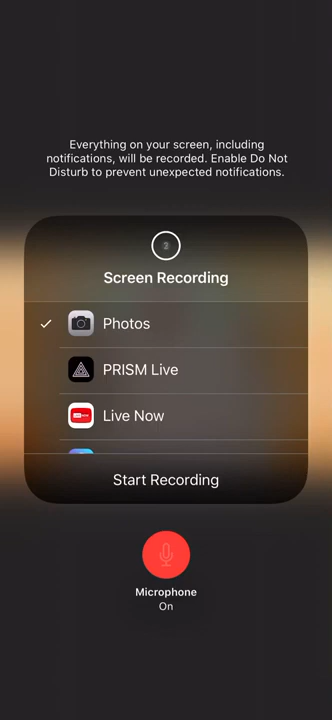 Everything on your screen, including
notifications, will be recorded. Enable Do Not
Disturb to prevent unexpected notifications.
Screen Recording
Photos
PRISM Live
Live Now
Start Recording
Microphone
On